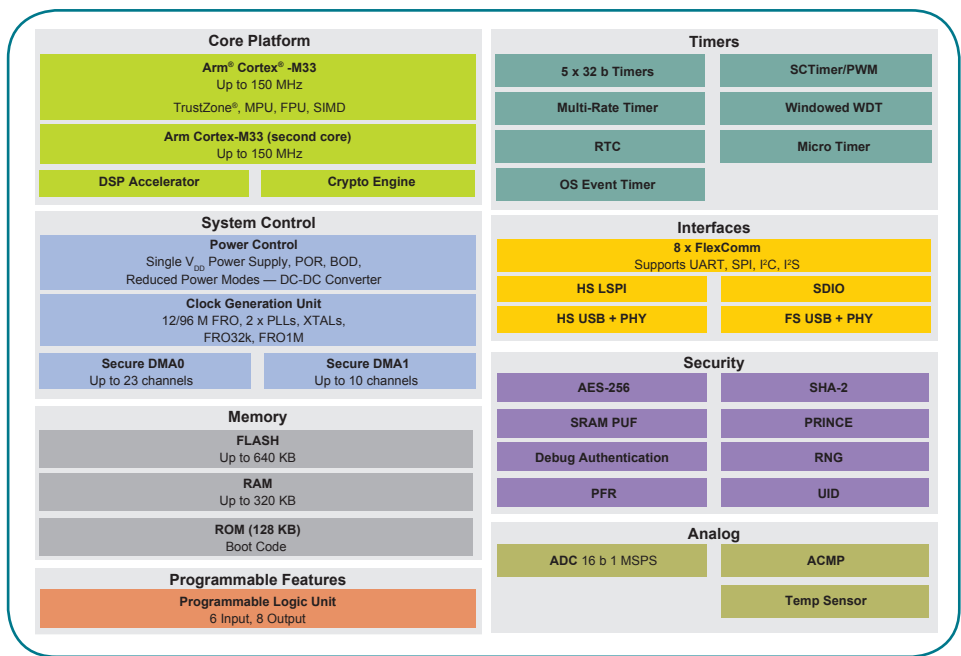 Core Platform
Arm® Cortex® -M33
Up to 150 MHz
TrustZone®, MPU, FPU, SIMD
Arm Cortex-M33 (second core)
Up to 150 MHz
DSP Accelerator
Crypto Engine
System Control
Power Control
Single VDD Power Supply, POR, BOD,
Reduced Power Modes — DC-DC Converter
Clock Generation Unit
12/96 M FRO, 2 x PLLs, XTALs,
FRO32k, FRO1M
Secure DMA0
Up to 23 channels
Secure DMA1
Up to 10 channels
Memory
FLASH
Up to 640 KB
RAM
Up to 320 KB
ROM (128 KB)
Boot Code
Programmable Features
Programmable Logic Unit
6 Input, 8 Output
Timers
5 x 32 b Timers
SCTimer/PWM
Multi-Rate Timer
Windowed WDT
RTC
Micro Timer
OS Event Timer
Interfaces
8 x FlexComm
Supports UART, SPI, I²C, I²S
HS LSPI
SDIO
HS USB + PHY
FS USB + PHY
Security
AES-256
SHA-2
SRAM PUF
PRINCE
Debug Authentication
RNG
PFR
UID
Analog
ADC 16 b 1 MSPS
ACMP
Temp Sensor